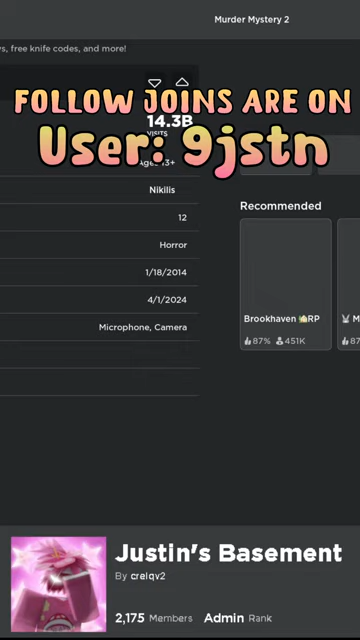 Murder Mystery 2
s, free knife codes, and more!
FOLLOW JOINS ARE ON
14.3B
VISITS
User: 9jstn
Ages 13+
Nikilis
12
Recommended
Horror
1/18/2014
4/1/2024
Brookhaven 🏡RP
Microphone, Camera
87% 451K
87
Justin's Basement
By crelqv2
2,175 Members Admin Rank